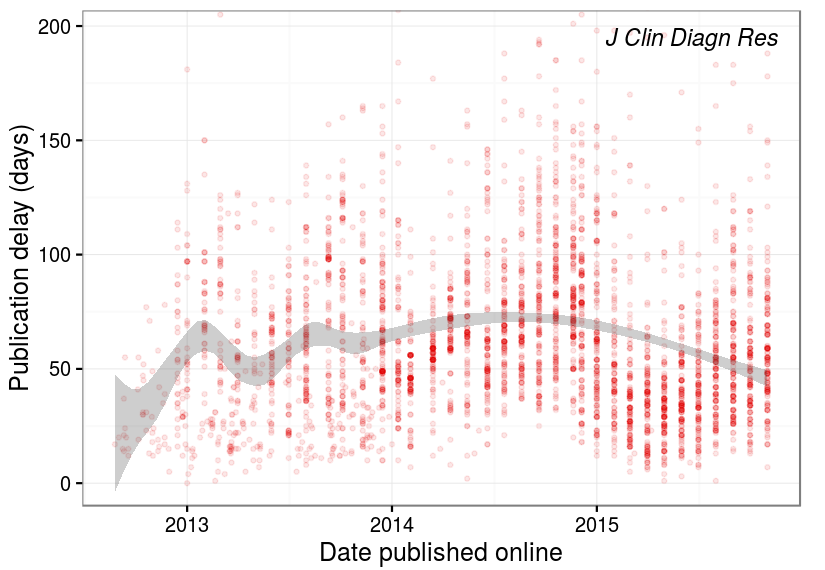 J Clin Diagn Res
200
150
100
50
0
Publication delay (days)
2013 2014 2015
Date published online